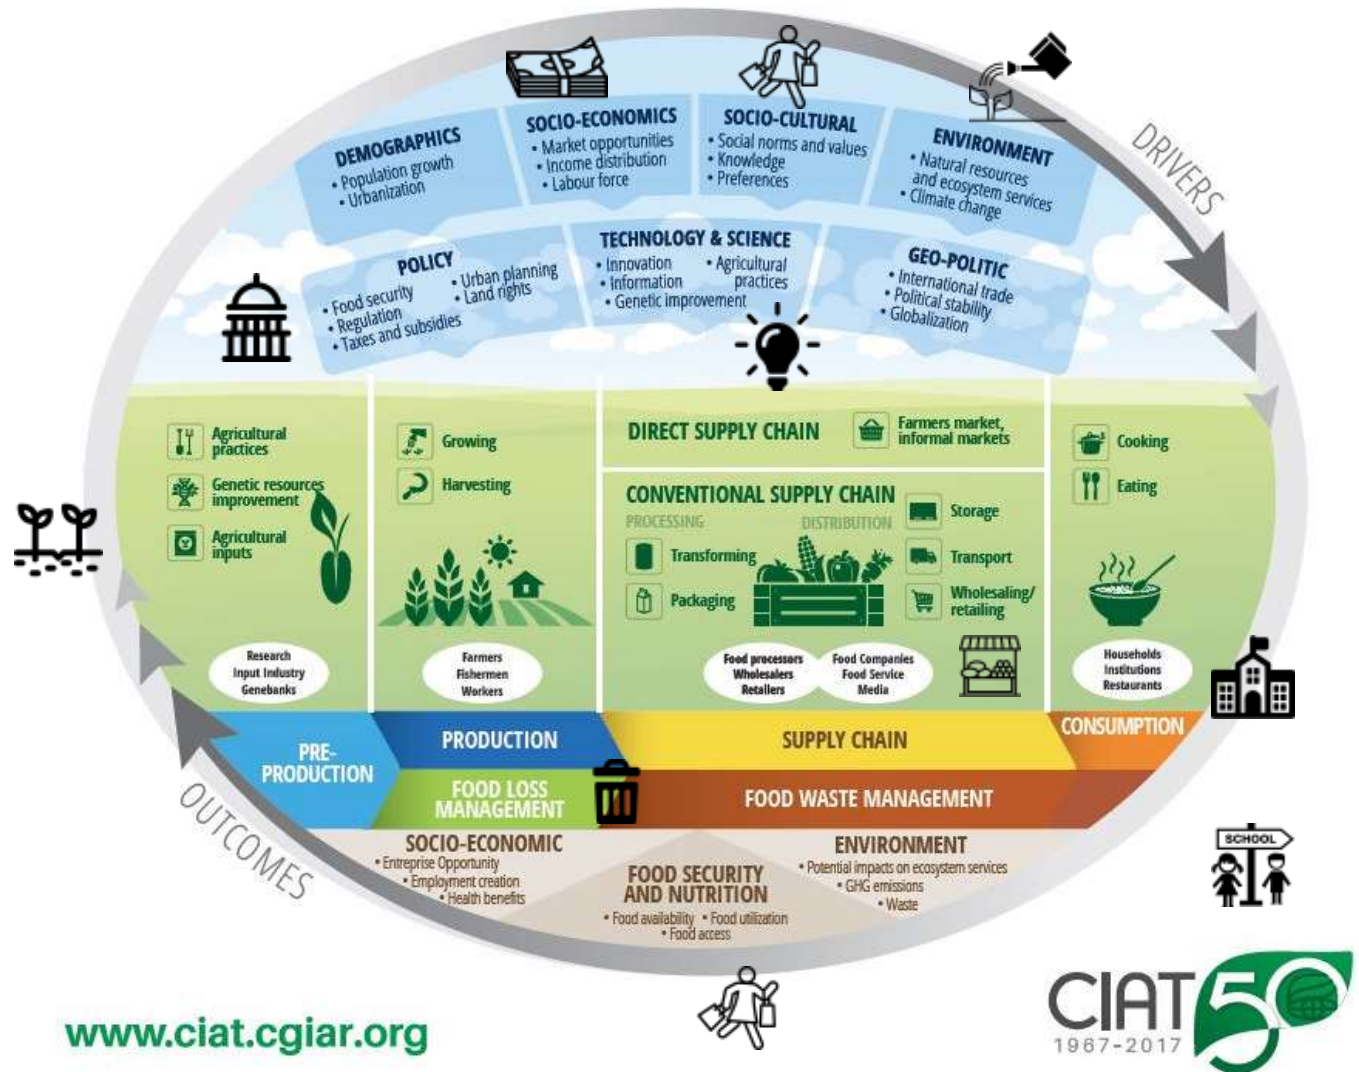 DRIVERS
DEMOGRAPHICS
• Population growth
• Urbanization
SOCIO-ECONOMICS
• Market opportunities
• Income distribution
• Labour force
SOCIO-CULTURAL
• Social norms and values
• Knowledge
• Preferences
ENVIRONMENT
• Natural resources
and ecosystem services
• Climate change
POLICY
• Food security
• Regulation
• Taxes and subsidies
• Urban planning
• Land rights
TECHNOLOGY & SCIENCE
• Innovation
• Information
• Genetic improvement
• Agricultural
practices
GEO-POLITIC
• International trade
• Political stability
• Globalization
Agricultural
practices
Genetic resources
improvement
Agricultural
inputs
Research
Input Industry
Genebanks
Growing
Harvesting
Farmers
Fishermen
Workers
DIRECT SUPPLY CHAIN
Farmers market,
informal markets
CONVENTIONAL SUPPLY CHAIN
PROCESSING
DISTRIBUTION
Transforming
Packaging
Storage
Transport
Wholesaling/
retailing
Food processors
Wholesalers
Retailers
Food Companies
Food Service
Media
Cooking
Eating
Households
Institutions
Restaurants
PRE-
PRODUCTION
PRODUCTION
SUPPLY CHAIN
CONSUMPTION
FOOD LOSS
MANAGEMENT
FOOD WASTE MANAGEMENT
OUTCOMES
SOCIO-ECONOMIC
• Entreprise Opportunity
• Employment creation
• Health benefits
FOOD SECURITY
AND NUTRITION
• Food availability • Food utilization
• Food access
ENVIRONMENT
• Potential impacts on ecosystem services
• GHG emissions
• Waste
SCHOOL
www.ciat.cgiar.org
CIAT 50
1967-2017